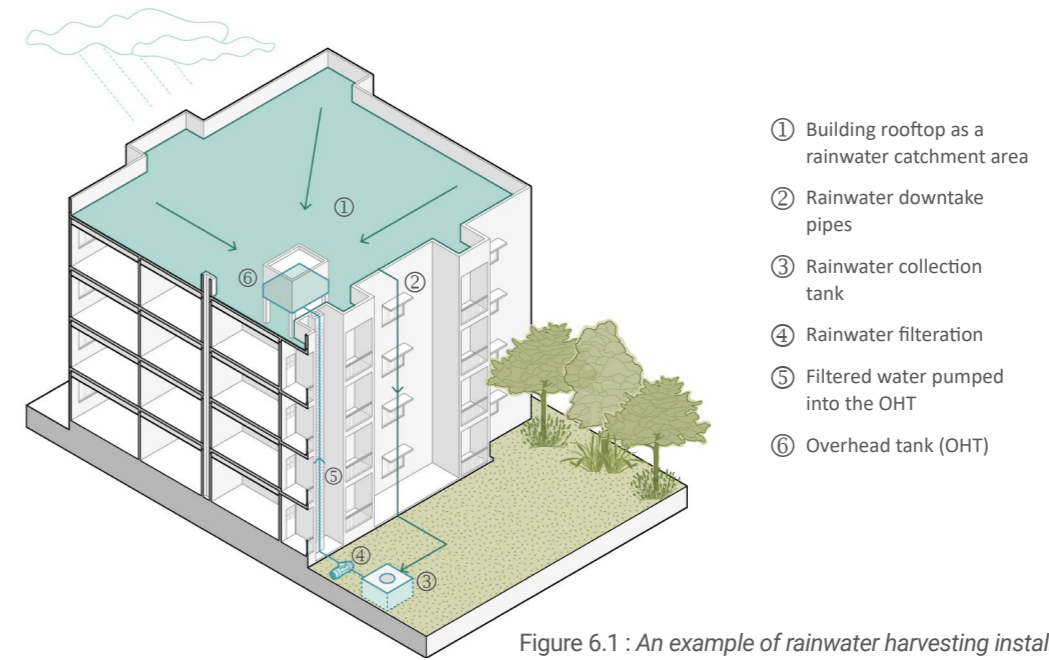 ① Building rooftop as a
rainwater catchment area
② Rainwater downtake
pipes
③ Rainwater collection
tank
④ Rainwater filteration
⑤ Filtered water pumped
into the OHT
⑥ Overhead tank (OHT)
①
⑥
②
⑤
④
③
Figure 6.1 : An example of rainwater harvesting instal